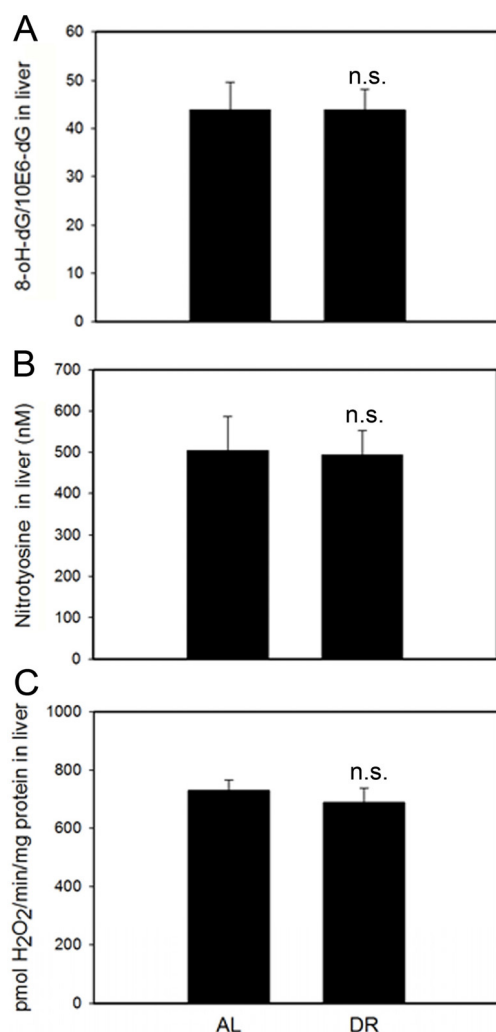 A
8-oH-dG/10E6-dG in liver
60
50
40
30
20
10
0
n.s.
B
Nitrotyosine in liver (nM)
700
600
500
400
300
200
100
0
n.s.
C
pmol H₂O₂/min/mg protein in liver
1000
800
600
400
200
0
n.s.
AL DR